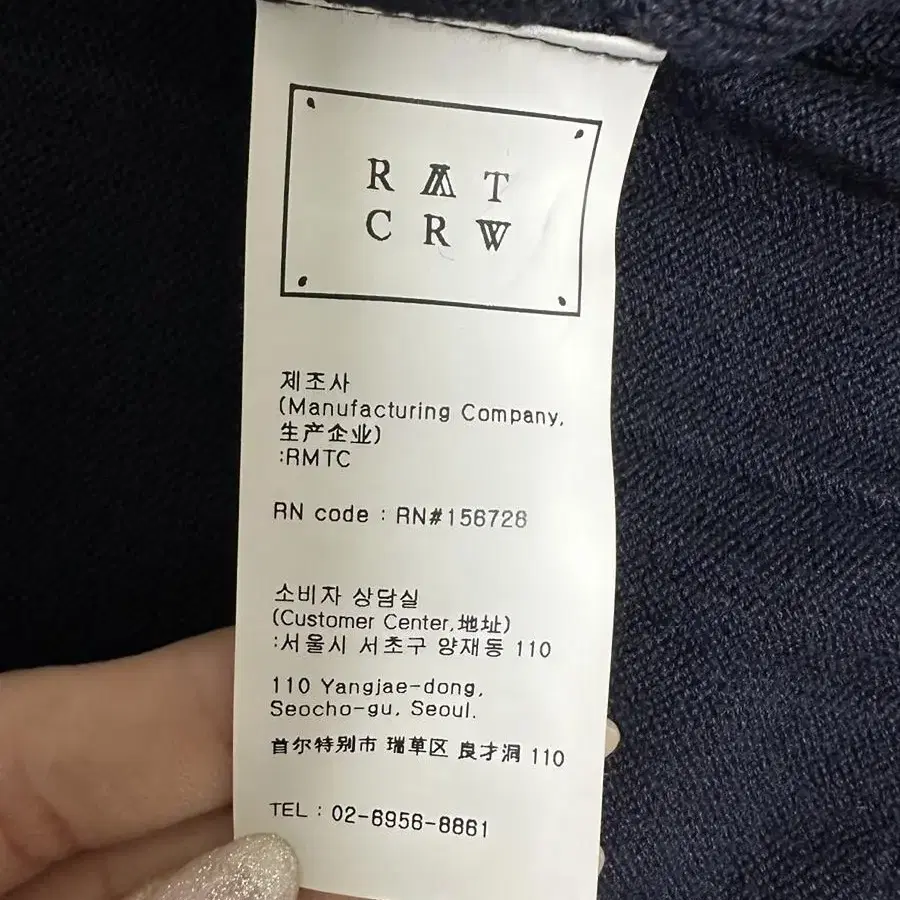 R M T
C R W
제조사
(Manufacturing Company,
生产企业)
:RMTC
RN code : RN#156728
소비자 상담실
(Customer Center,地址)
:서울시 서초구 양재동 110
110 Yangjae-dong,
Seocho-gu, Seoul.
首尔特别市 瑞草区 良才洞 110
TEL : 02-6956-8861